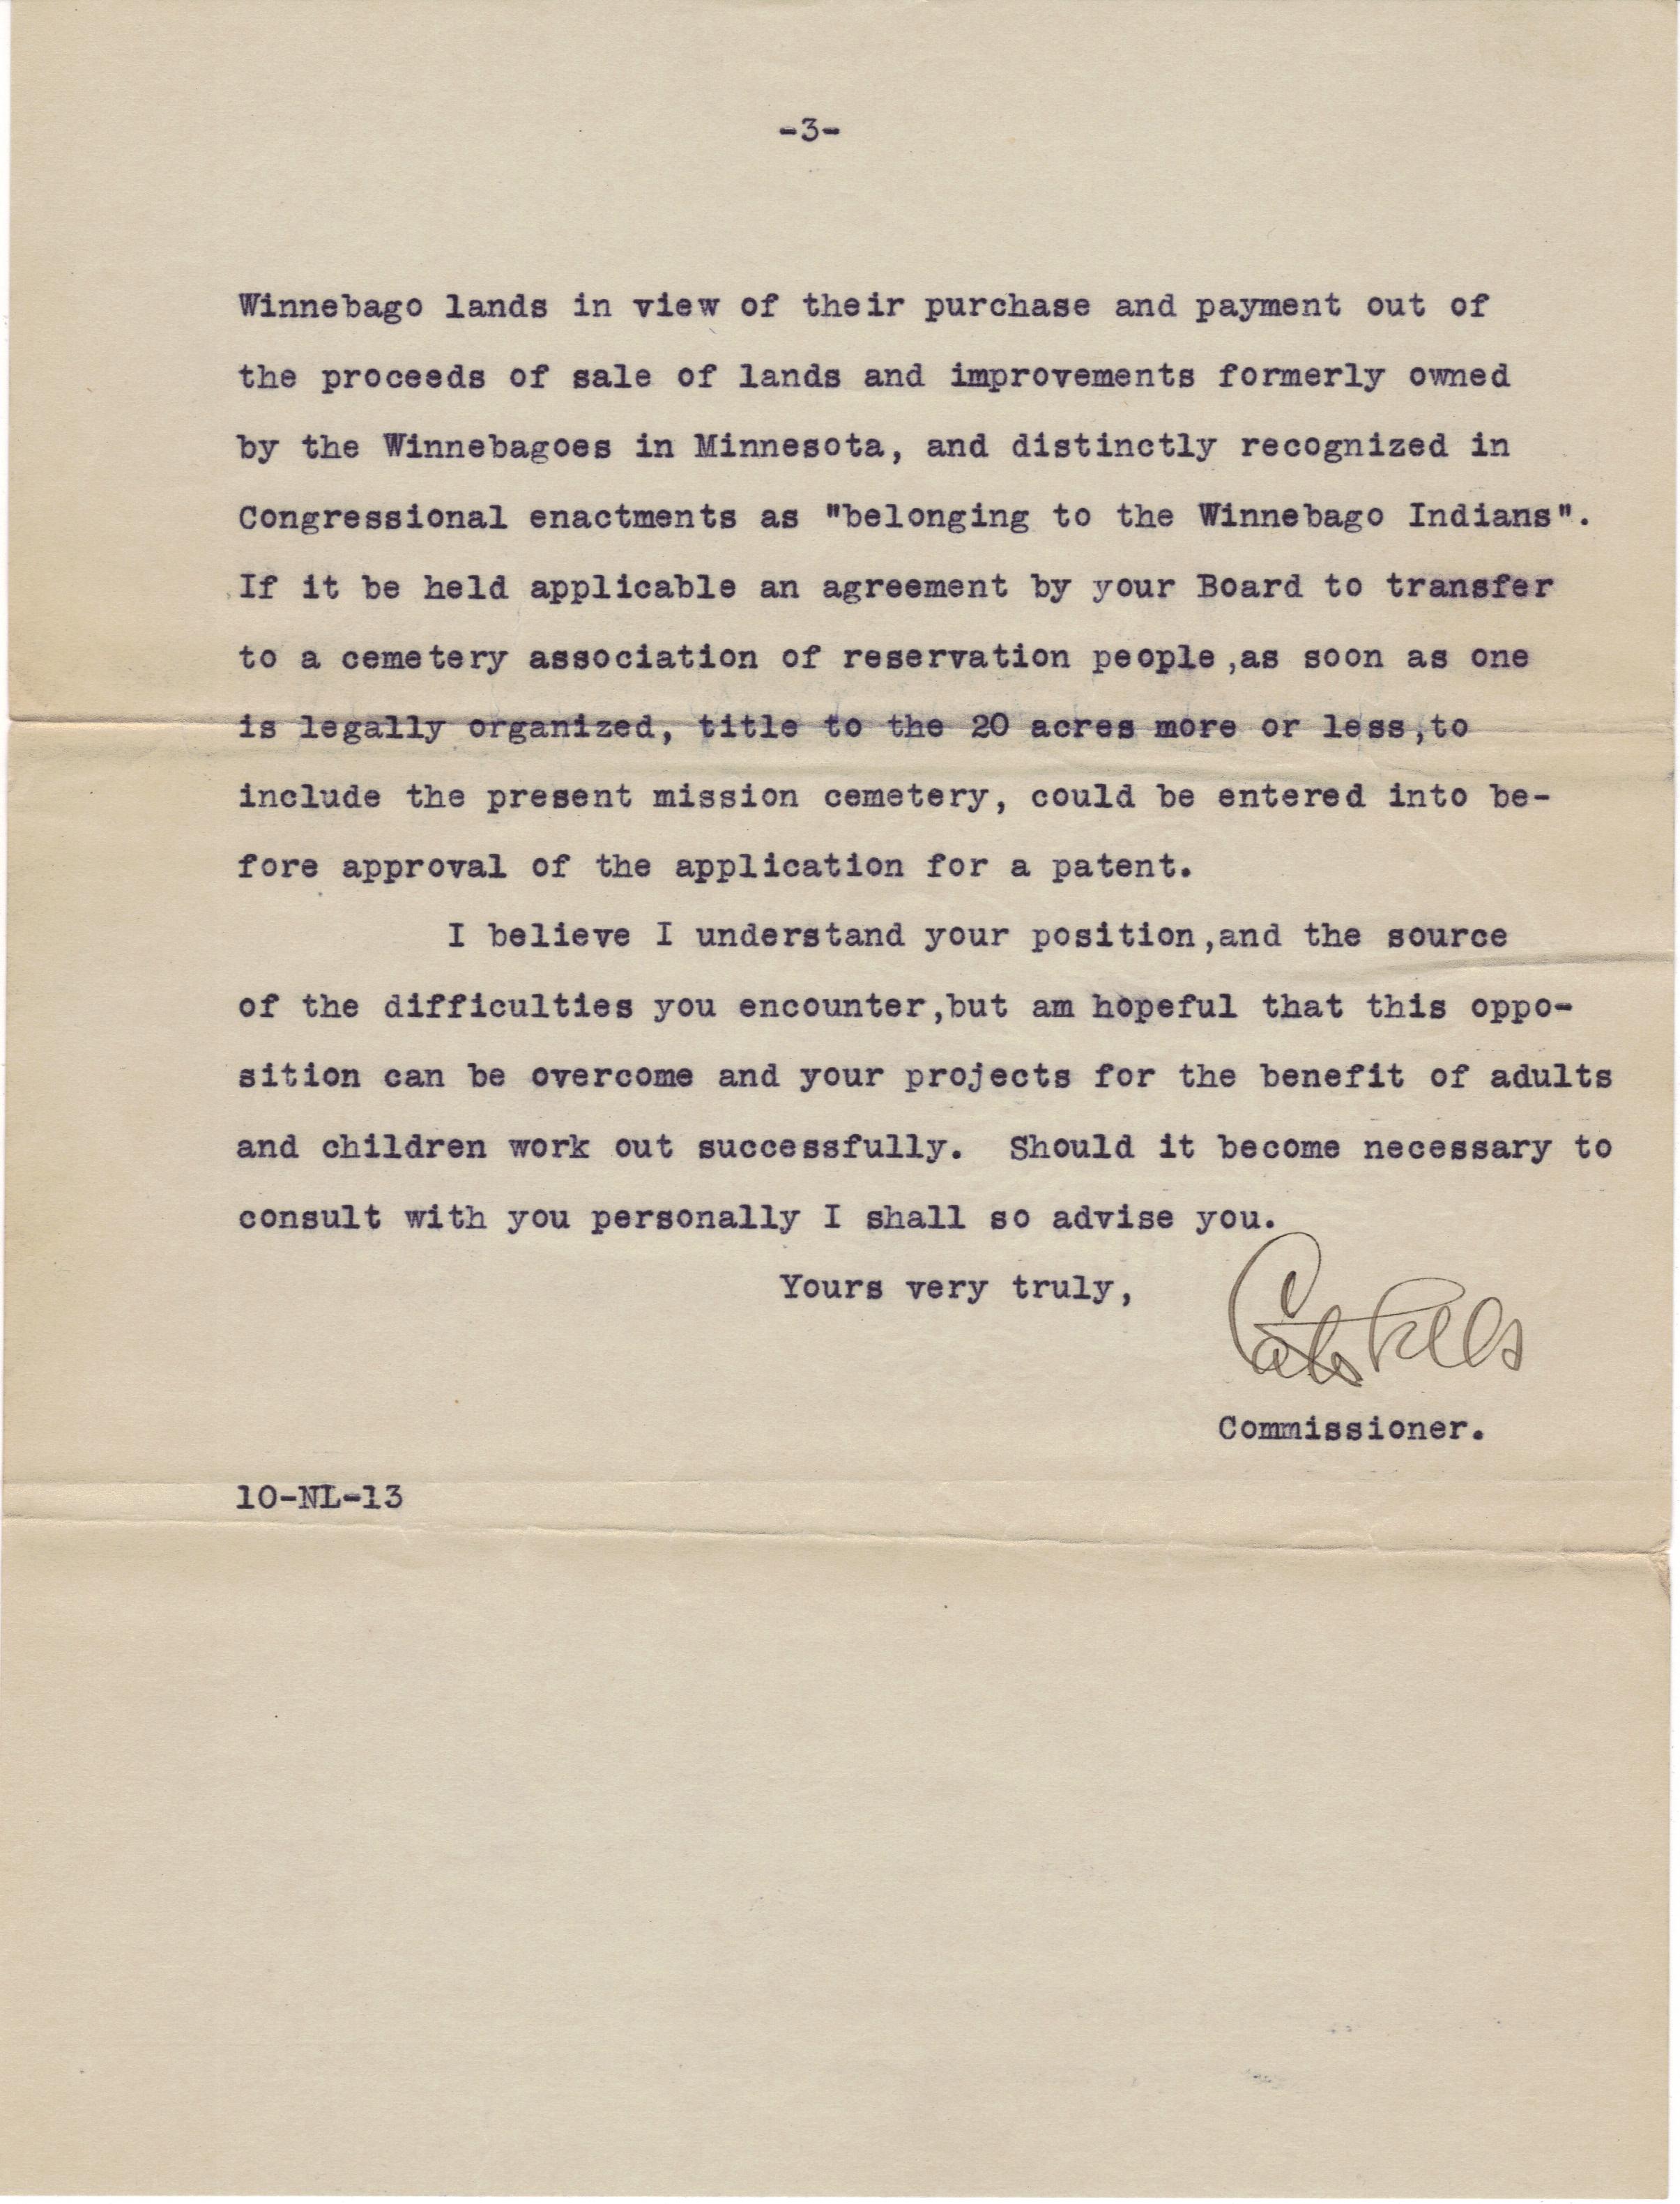 -3-
Winnebago lands in view of their purchase and payment out of
the proceeds of sale of lands and improvements formerly owned
by the Winnebagoes in Minnesota, and distinctly recognized in
Congressional enactments as "belonging to the Winnebago Indians".
If it be held applicable an agreement by your Board to transfer
to a cemetery association of reservation people,as soon as one
is legally organized, title to the 20 acres more or less,to
include the present mission cemetery, could be entered into be-
fore approval of the application for a patent.
I believe I understand your position,and the source
of the difficulties you encounter,but am hopeful that this oppo-
sition can be overcome and your projects for the benefit of adults
and children work out successfully. Should it become necessary to
consult with you personally I shall so advise you.
Yours very truly,
Cato Sells
Commissioner.
10-NL-13